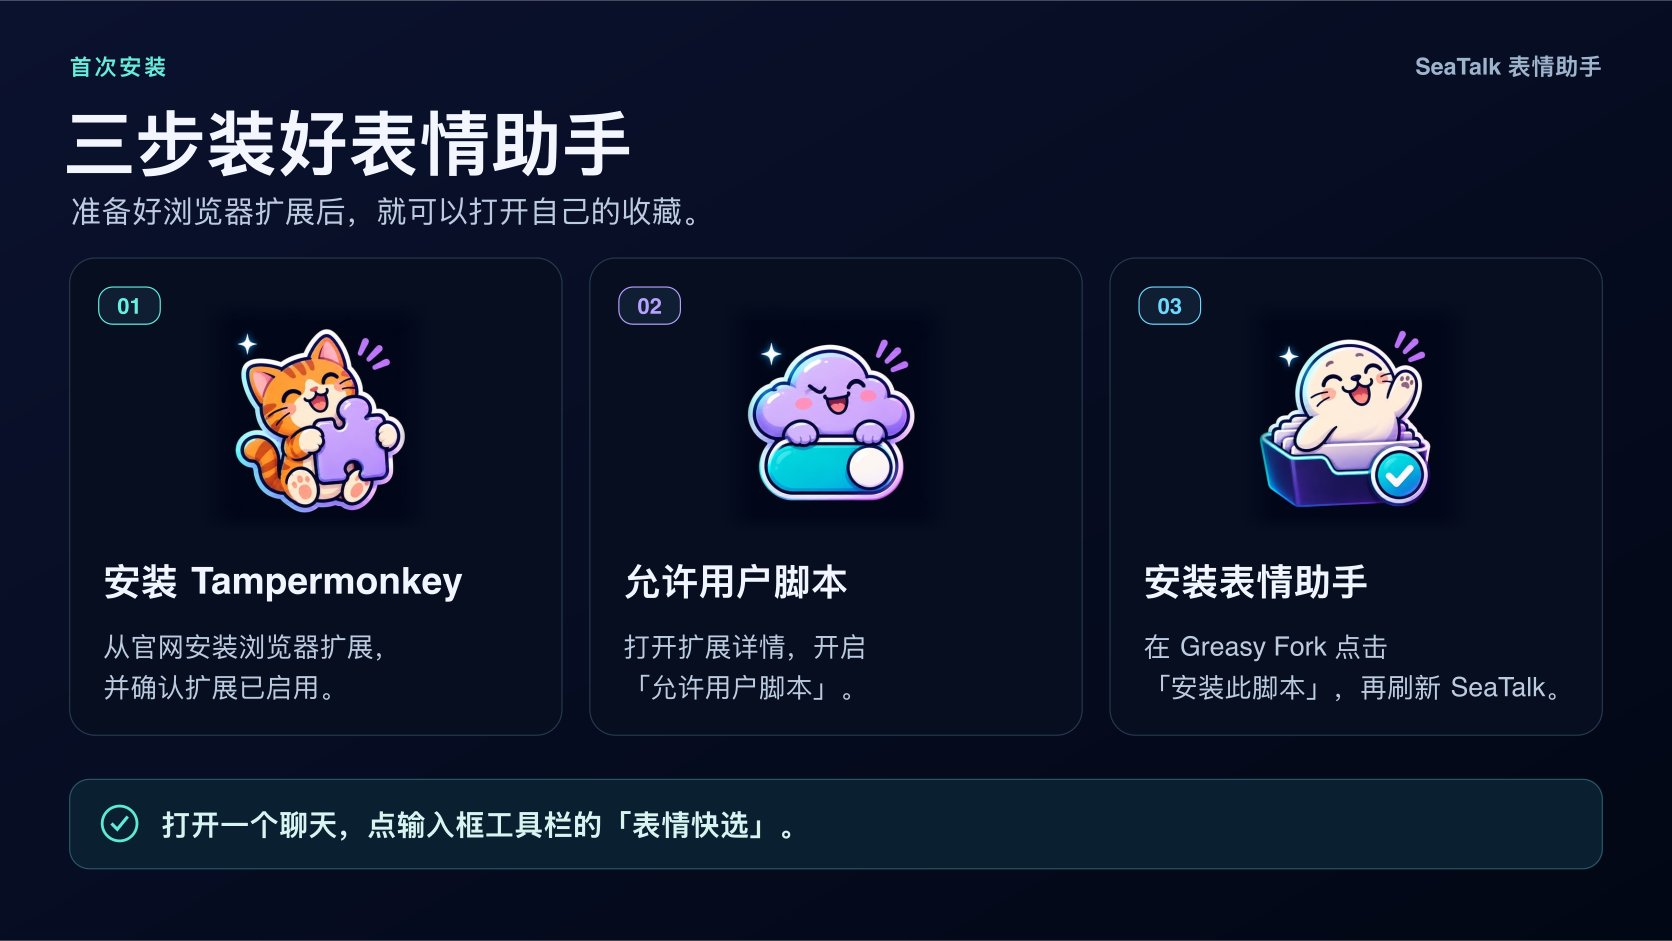 首次安装
SeaTalk 表情助手
三步装好表情助手
准备好浏览器扩展后，就可以打开自己的收藏。
01
安装 Tampermonkey
从官网安装浏览器扩展，
并确认扩展已启用。
02
允许用户脚本
打开扩展详情，开启
「允许用户脚本」。
03
安装表情助手
在 Greasy Fork 点击
「安装此脚本」，再刷新 SeaTalk。
打开一个聊天，点输入框工具栏的「表情快选」。